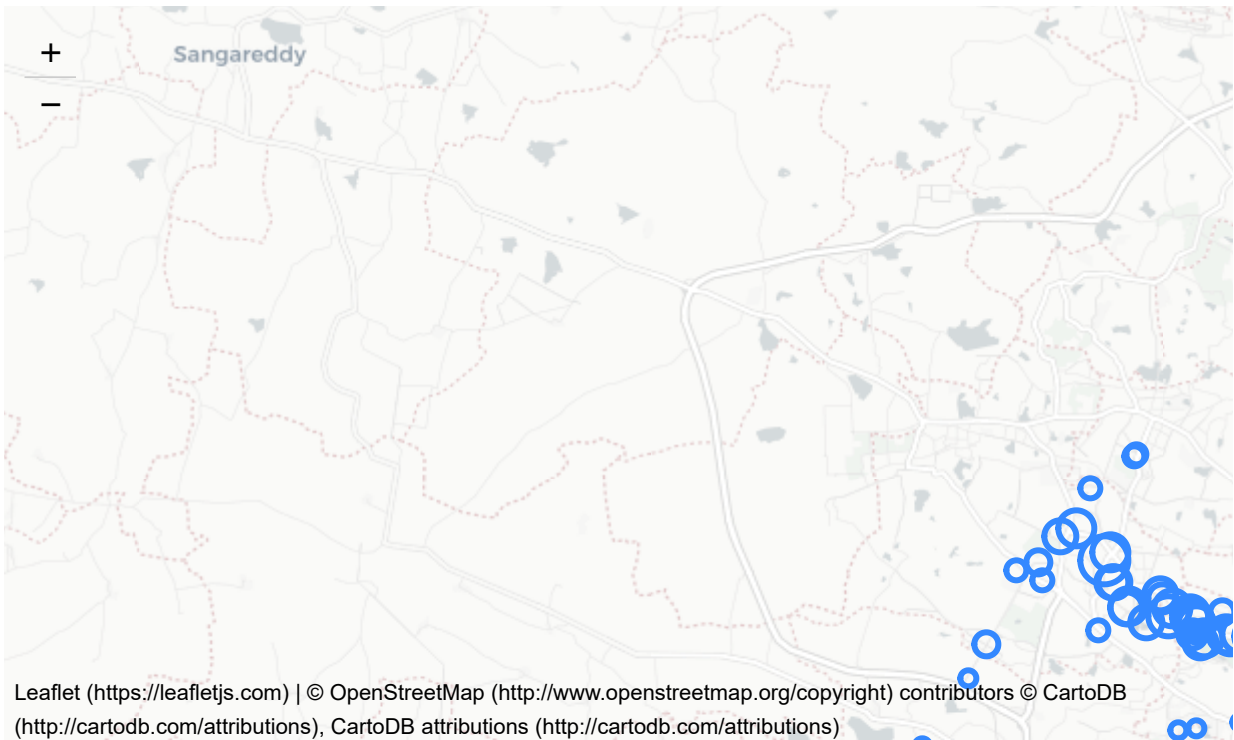 +
Sangareddy
−
Leaflet (https://leafletjs.com) | © OpenStreetMap (http://www.openstreetmap.org/copyright) contributors © CartoDB
(http://cartodb.com/attributions), CartoDB attributions (http://cartodb.com/attributions)